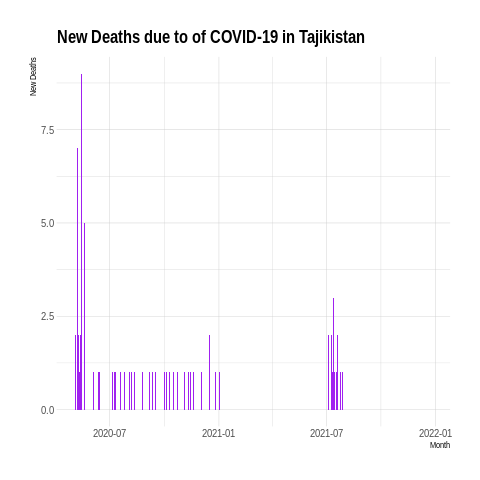 New Deaths due to of COVID-19 in Tajikistan
New Deaths
7.5
5.0
2.5
0.0
2020-07 2021-01 2021-07 2022-01
Month